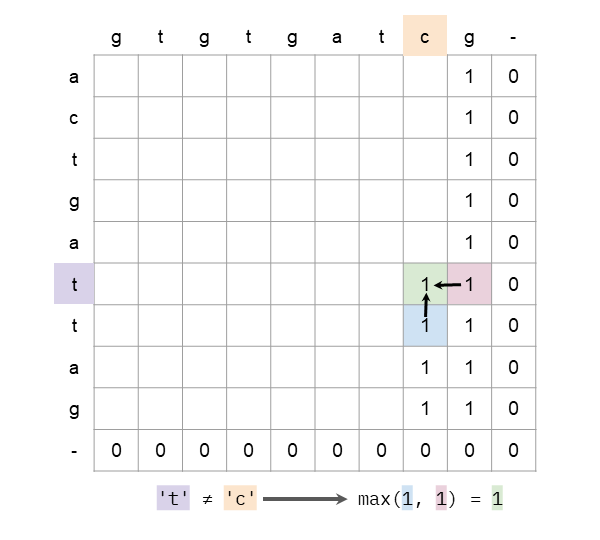 g t g t g a t c g -
a 1 0
c 1 0
t 1 0
g 1 0
a 1 0
t 1 1 0
t 1 1 0
a 1 1 0
g 1 1 0
- 0 0 0 0 0 0 0 0 0 0
't' ≠ 'c' max(1, 1) = 1